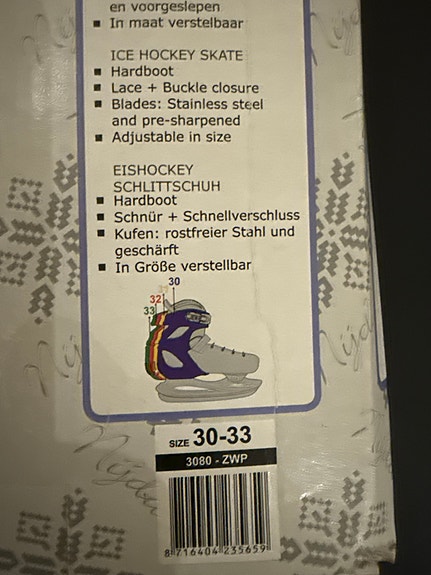 en voorgeslepen
■ In maat verstelbaar
ICE HOCKEY SKATE
■ Hardboot
■ Lace + Buckle closure
■ Blades: Stainless steel
and pre-sharpened
■ Adjustable in size
EISHOCKEY
SCHLITTSCHUH
■ Hardboot
■ Schnür + Schnellverschluss
■ Kufen: rostfreier Stahl und
geschärft
■ In Größe verstellbar
30
31
32
33
SIZE 30-33
3080 - ZWP
8 716404 235659